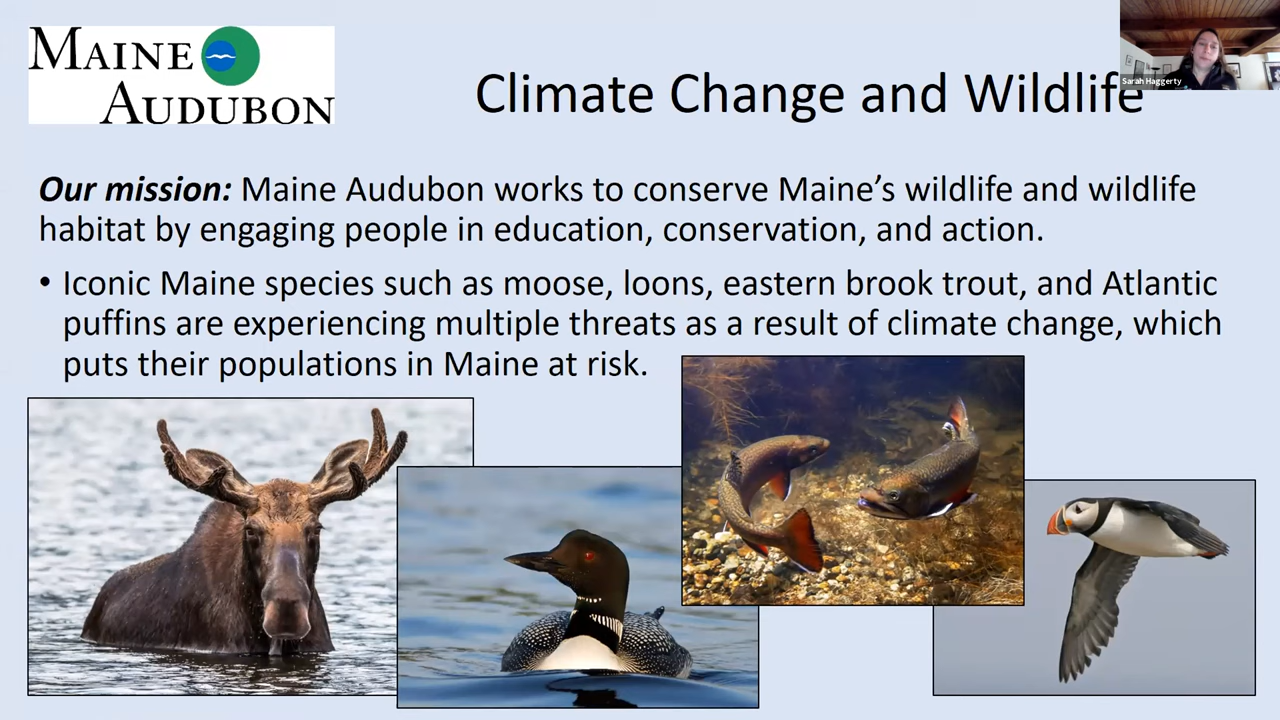 MAINE
AUDUBON
Climate Change and Wildlife
Sarah Haggerty
Our mission: Maine Audubon works to conserve Maine’s wildlife and wildlife
habitat by engaging people in education, conservation, and action.
• Iconic Maine species such as moose, loons, eastern brook trout, and Atlantic
puffins are experiencing multiple threats as a result of climate change, which
puts their populations in Maine at risk.